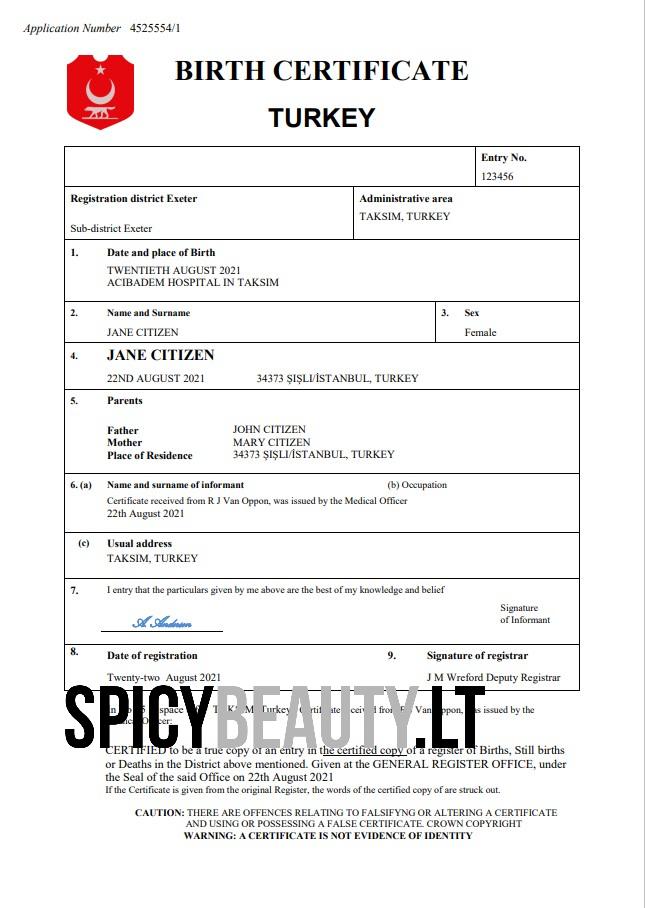 Application Number 4525554/1
BIRTH CERTIFICATE
TURKEY
Entry No.
123456
Registration district Exeter
Sub-district Exeter
Administrative area
TAKSIM, TURKEY
1. Date and place of Birth
TWENTIETH AUGUST 2021
ACIBADEM HOSPITAL IN TAKSIM
2. Name and Surname
JANE CITIZEN
3. Sex
Female
4. JANE CITIZEN
22ND AUGUST 2021 34373 ŞIŞLI/İSTANBUL, TURKEY
5. Parents
Father JOHN CITIZEN
Mother MARY CITIZEN
Place of Residence 34373 ŞIŞLI/İSTANBUL, TURKEY
6. (a) Name and surname of informant (b) Occupation
Certificate received from R J Van Oppon, was issued by the Medical Officer
22th August 2021
(c) Usual address
TAKSIM, TURKEY
7. I entry that the particulars given by me above are the best of my knowledge and belief
A. Andrew
Signature
of Informant
8. Date of registration
Twenty-two August 2021
9. Signature of registrar
J M Wreford Deputy Registrar
SPICYBEAUTY.LT
space Turkey Certificate received from Van Oppon, was issued by the
Officer:
CERTIFIED to be a true copy of an entry in the certified copy of a register of Births, Still births
or Deaths in the District above mentioned. Given at the GENERAL REGISTER OFFICE, under
the Seal of the said Office on 22th August 2021
If the Certificate is given from the original Register, the words of the certified copy of are struck out.
CAUTION: THERE ARE OFFENCES RELATING TO FALSIFYNG OR ALTERING A CERTIFICATE
AND USING OR POSSESSING A FALSE CERTIFICATE. CROWN COPYRIGHT
WARNING: A CERTIFICATE IS NOT EVIDENCE OF IDENTITY